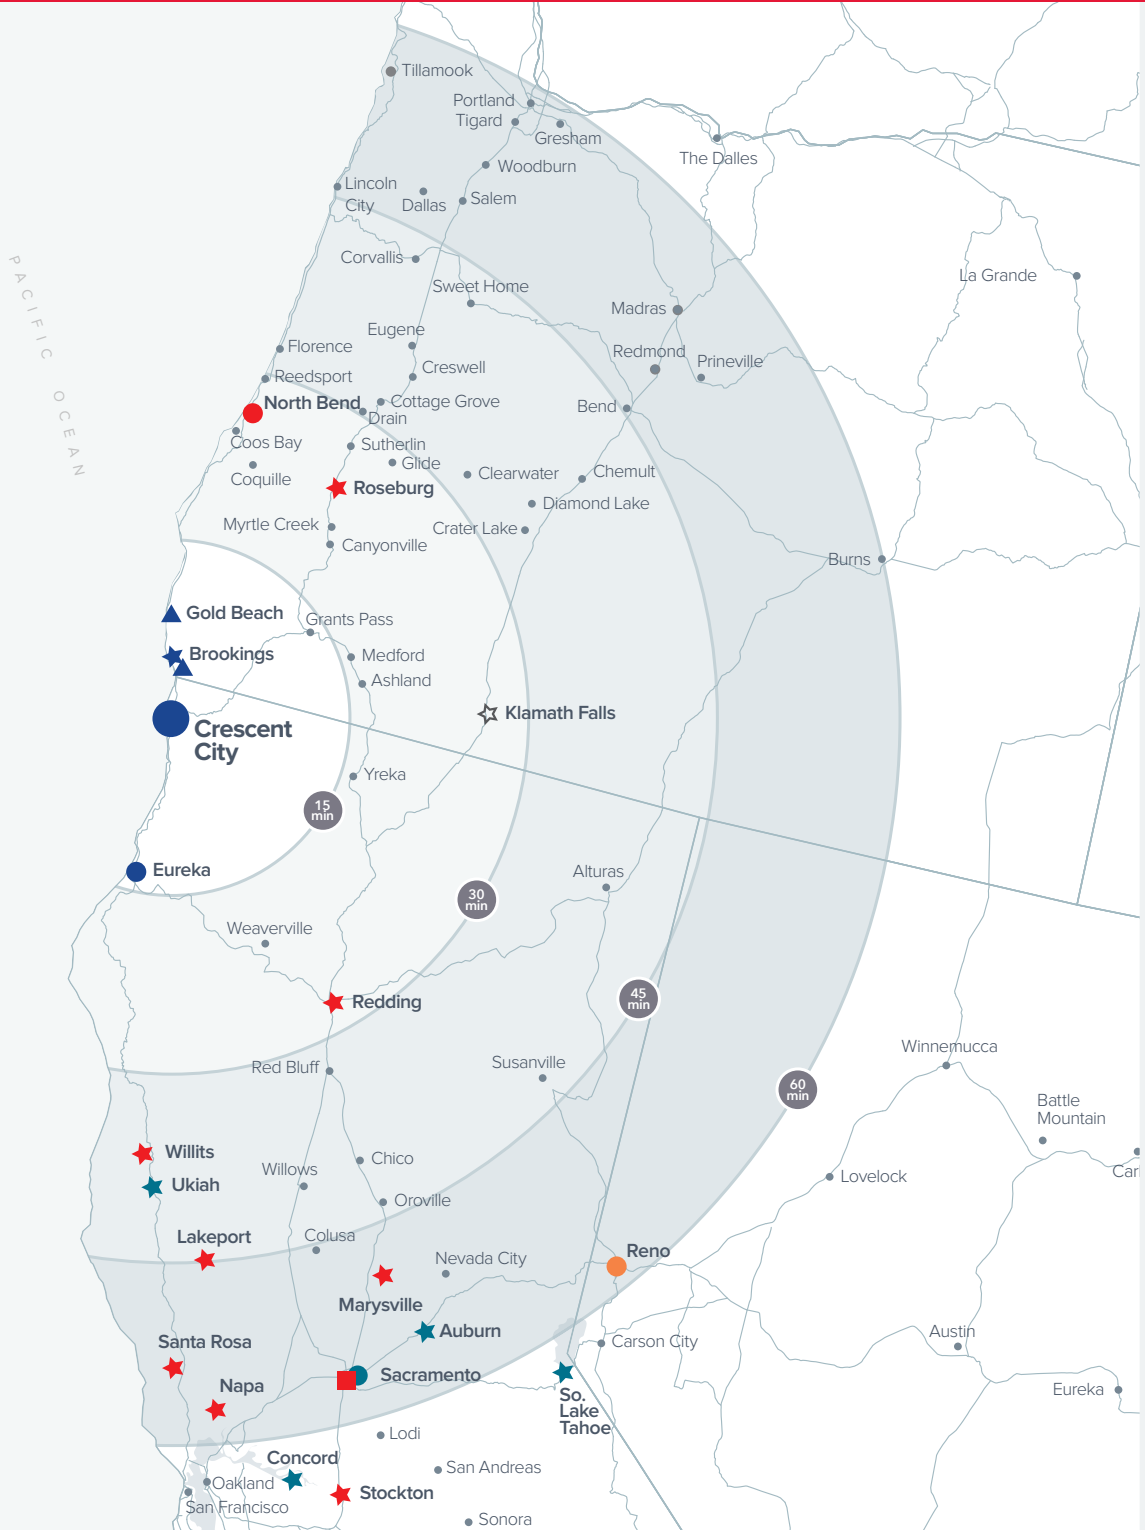 Tillamook
Portland
Tigard
Gresham
The Dalles
Woodburn
Lincoln
City
Dallas
Salem
PACIFIC OCEAN
Corvallis
Sweet Home
La Grande
Madras
Eugene
Florence
Redmond
Prineville
Creswell
Reedsport
North Bend
Cottage Grove
Drain
Bend
Coos Bay
Sutherlin
Glide
Coquille
Clearwater
Chemult
Roseburg
Diamond Lake
Myrtle Creek
Crater Lake
Canyonville
Burns
Gold Beach
Grants Pass
Brookings
Medford
Ashland
Crescent
City
Klamath Falls
Yreka
15
min
Eureka
Alturas
30
min
Weaverville
Redding
45
min
Winnemucca
Red Bluff
Susanville
60
min
Battle
Mountain
Willits
Chico
Willows
Ukiah
Lovelock
Car
Oroville
Lakeport
Colusa
Nevada City
Reno
Marysville
Auburn
Santa Rosa
Carson City
Austin
Napa
Sacramento
So.
Lake
Tahoe
Eureka
Lodi
Concord
San Andreas
Oakland
Stockton
San Francisco
Sonora